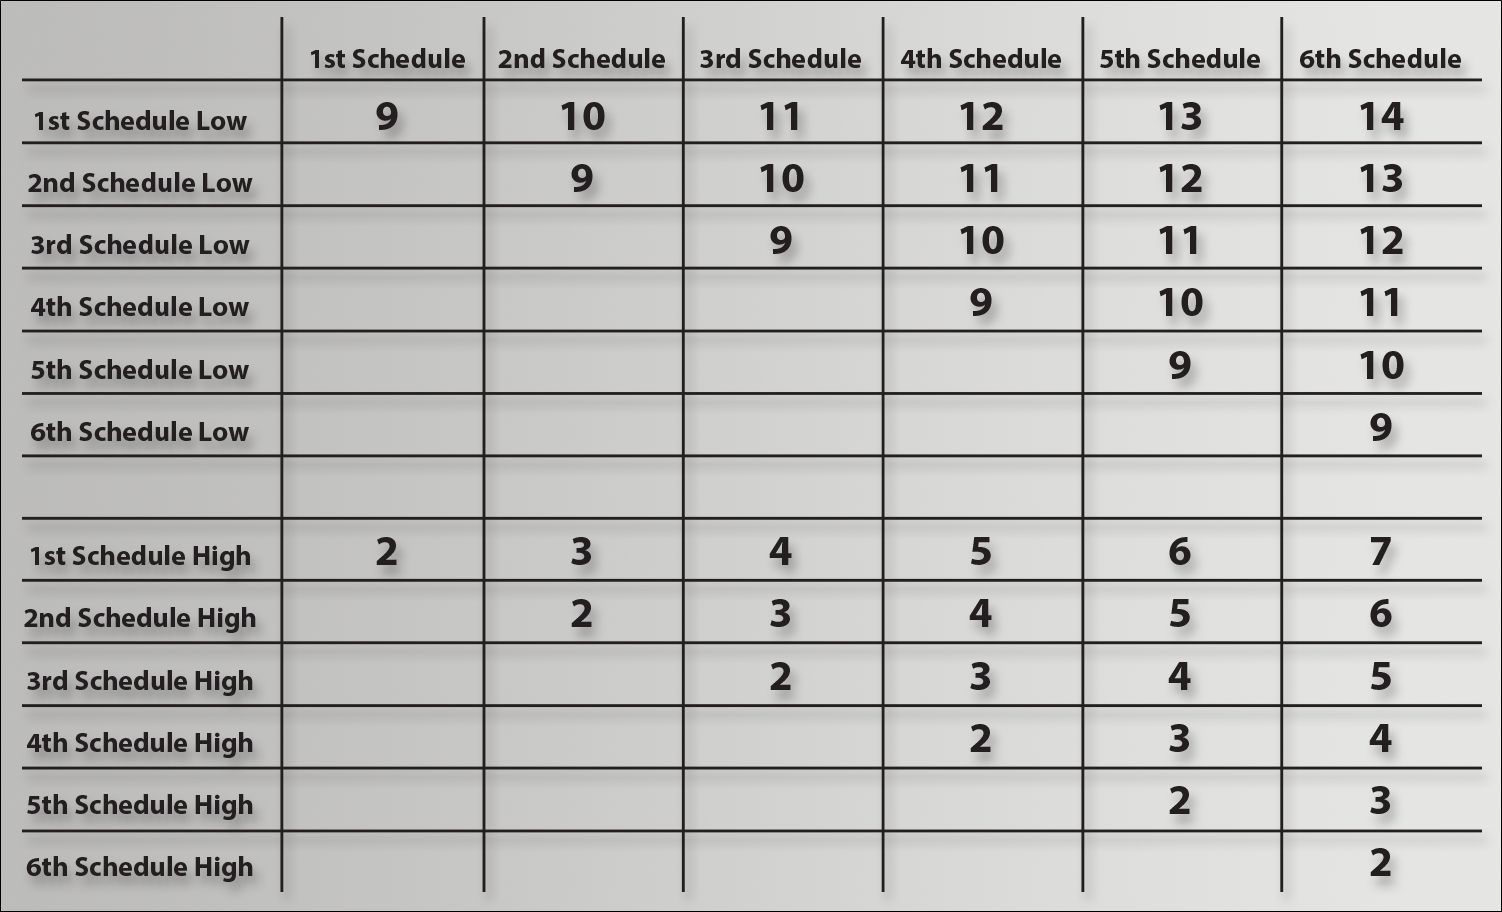 1st Schedule 2nd Schedule 3rd Schedule 4th Schedule 5th Schedule 6th Schedule
1st Schedule Low 9 10 11 12 13 14
2nd Schedule Low 9 10 11 12 13
3rd Schedule Low 9 10 11 12
4th Schedule Low 9 10 11
5th Schedule Low 9 10
6th Schedule Low 9
1st Schedule High 2 3 4 5 6 7
2nd Schedule High 2 3 4 5 6
3rd Schedule High 2 3 4 5
4th Schedule High 2 3 4
5th Schedule High 2 3
6th Schedule High 2